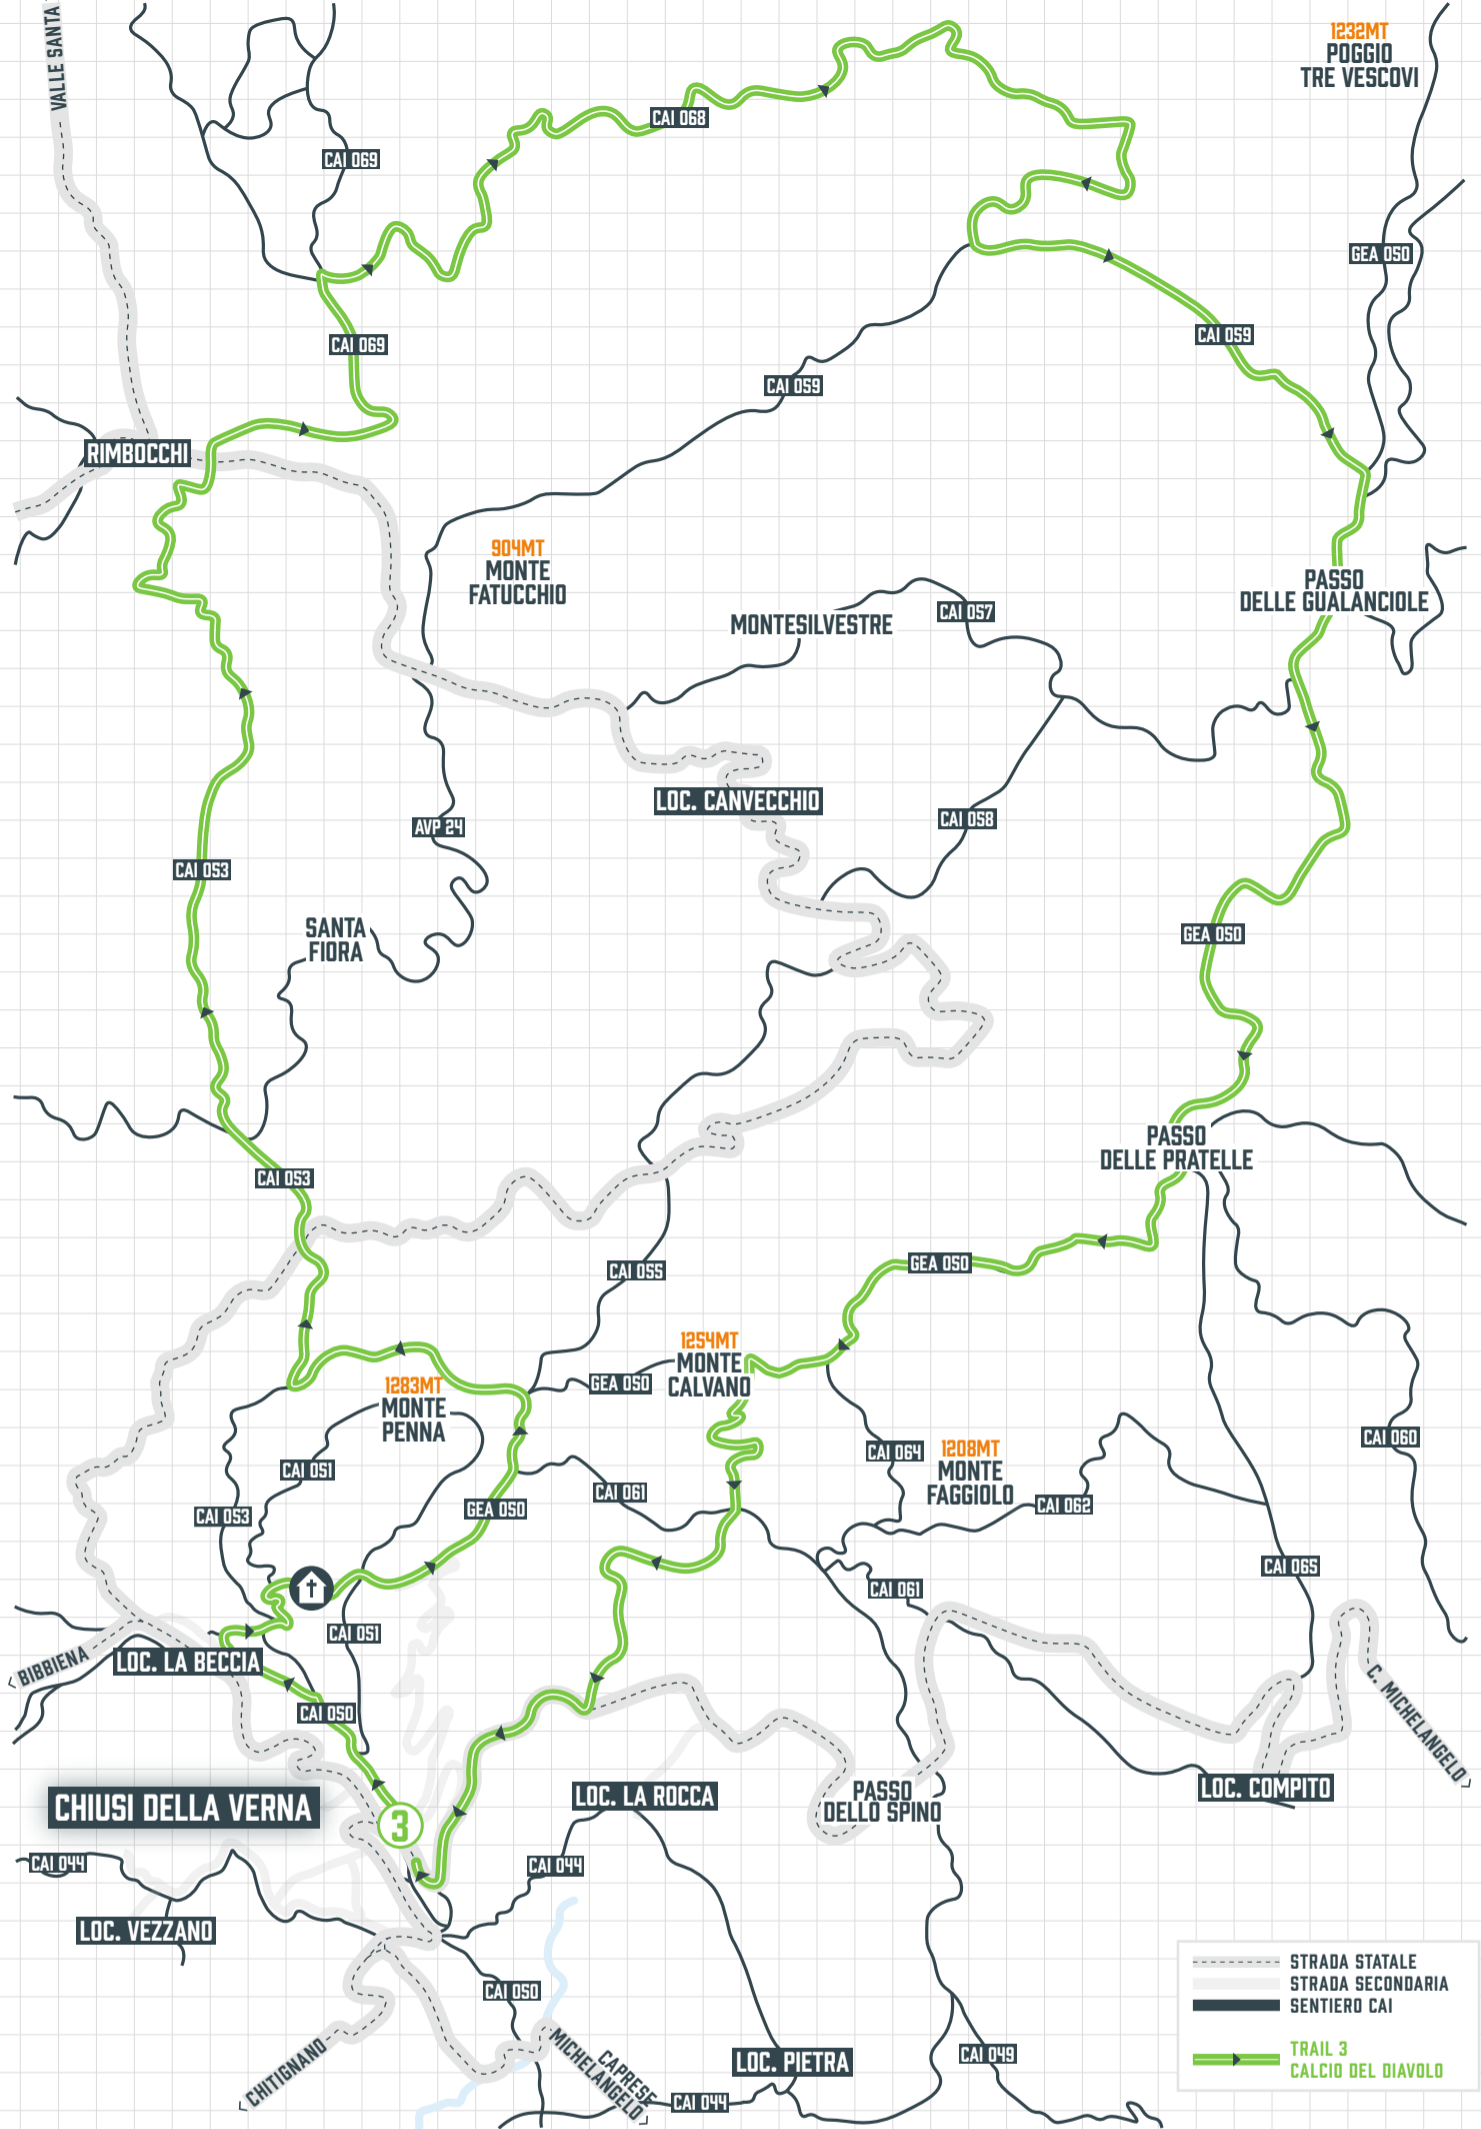 VALLE SANTA
1232MT
POGGIO
TRE VESCOVI
CAI 068
CAI 069
GEA 050
CAI 069
CAI 059
CAI 059
RIMBOCCHI
904MT
MONTE
FATUCCHIO
PASSO
DELLE GUALANCIOLE
MONTESILVESTRE
CAI 057
LOC. CANVECCHIO
CAI 058
AVP 24
CAI 053
SANTA
FIORA
GEA 050
PASSO
DELLE PRATELLE
CAI 053
CAI 055
GEA 050
1254MT
MONTE
CALVANO
GEA 050
1283MT
MONTE
PENNA
CAI 060
CAI 064
1208MT
MONTE
FAGGIOLO
CAI 051
CAI 061
CAI 062
GEA 050
CAI 053
CAI 065
CAI 061
CAI 051
BIBBIENA
LOC. LA BECCIA
CAI 050
C. MICHELANGELO
LOC. COMPITO
LOC. LA ROCCA
PASSO
DELLO SPINO
CHIUSI DELLA VERNA
3
CAI 044
CAI 044
LOC. VEZZANO
CAI 050
CHITIGNANO
CAPRESE
MICHELANGELO
LOC. PIETRA
CAI 044
CAI 049
STRADA STATALE
STRADA SECONDARIA
SENTIERO CAI
TRAIL 3
CALCIO DEL DIAVOLO